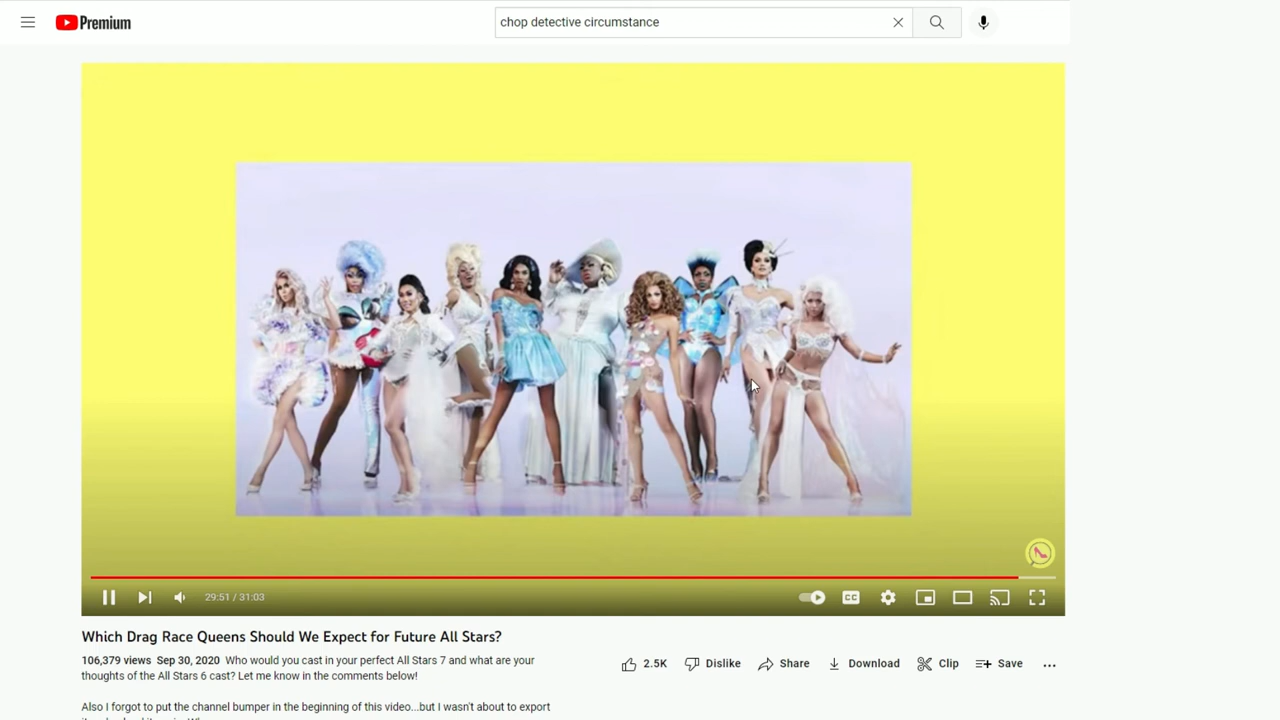 Premium
chop detective circumstance
29:51 / 31:03
CC
Which Drag Race Queens Should We Expect for Future All Stars?
106,379 views Sep 30, 2020 Who would you cast in your perfect All Stars 7 and what are your
thoughts of the All Stars 6 cast? Let me know in the comments below!
2.5K Dislike Share Download Clip Save
Also I forgot to put the channel bumper in the beginning of this video...but I wasn't about to export